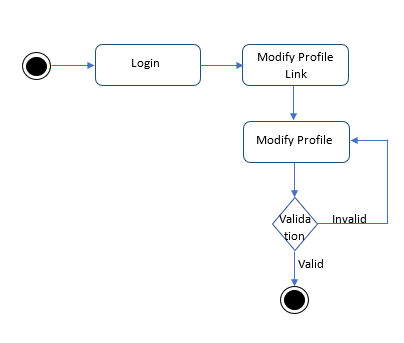 Login
Modify Profile
Link
Modify Profile
Valida
tion
Invalid
Valid